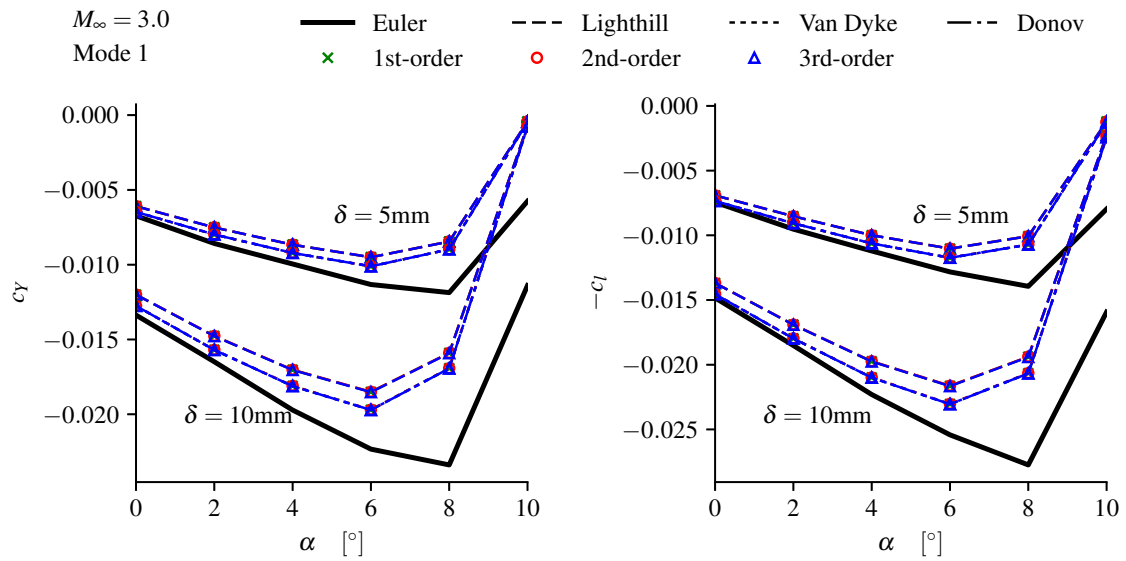 M∞ = 3.0
Mode 1
Euler Lighthill Van Dyke Donov
1st-order 2nd-order 3rd-order
0.000
−0.005
−0.010
−0.015
−0.020
cY
δ = 5mm
δ = 10mm
0 2 4 6 8 10
α [°]
0.000
−0.005
−0.010
−0.015
−0.020
−0.025
−cl
δ = 5mm
δ = 10mm
0 2 4 6 8 10
α [°]